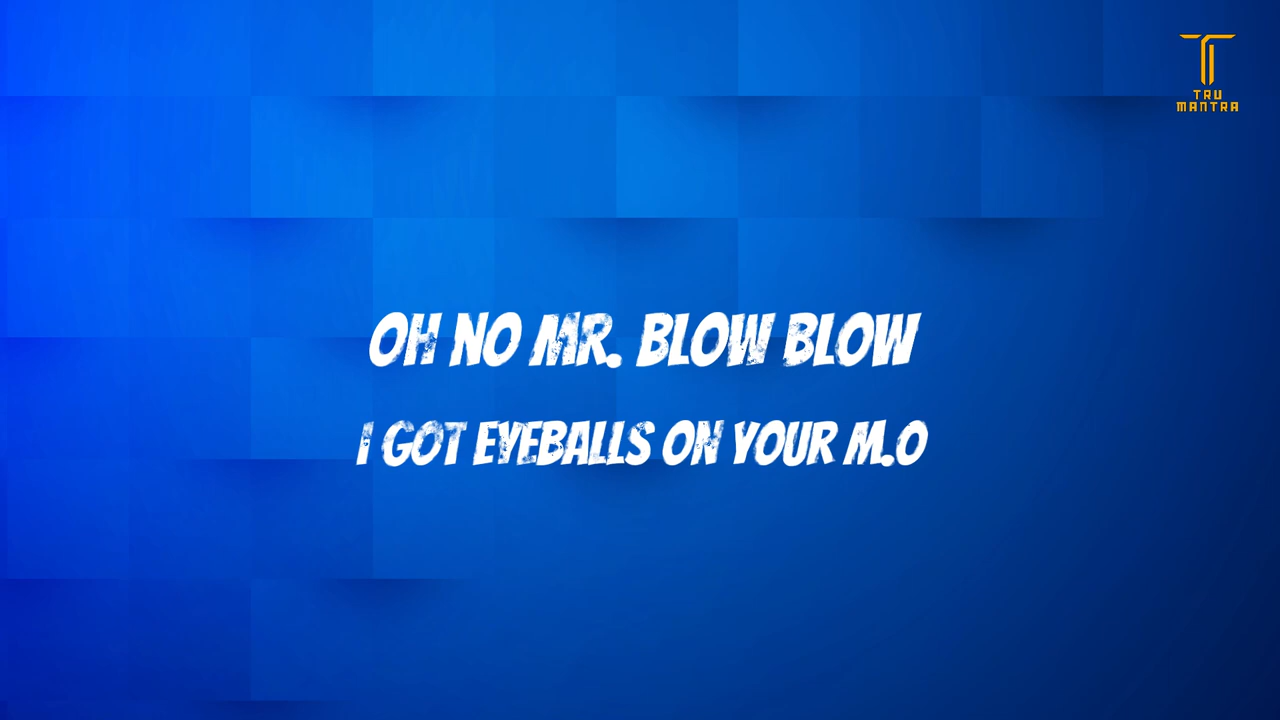 TRU
MANTRA
OH NO MR. BLOW BLOW
I GOT EYEBALLS ON YOUR M.O